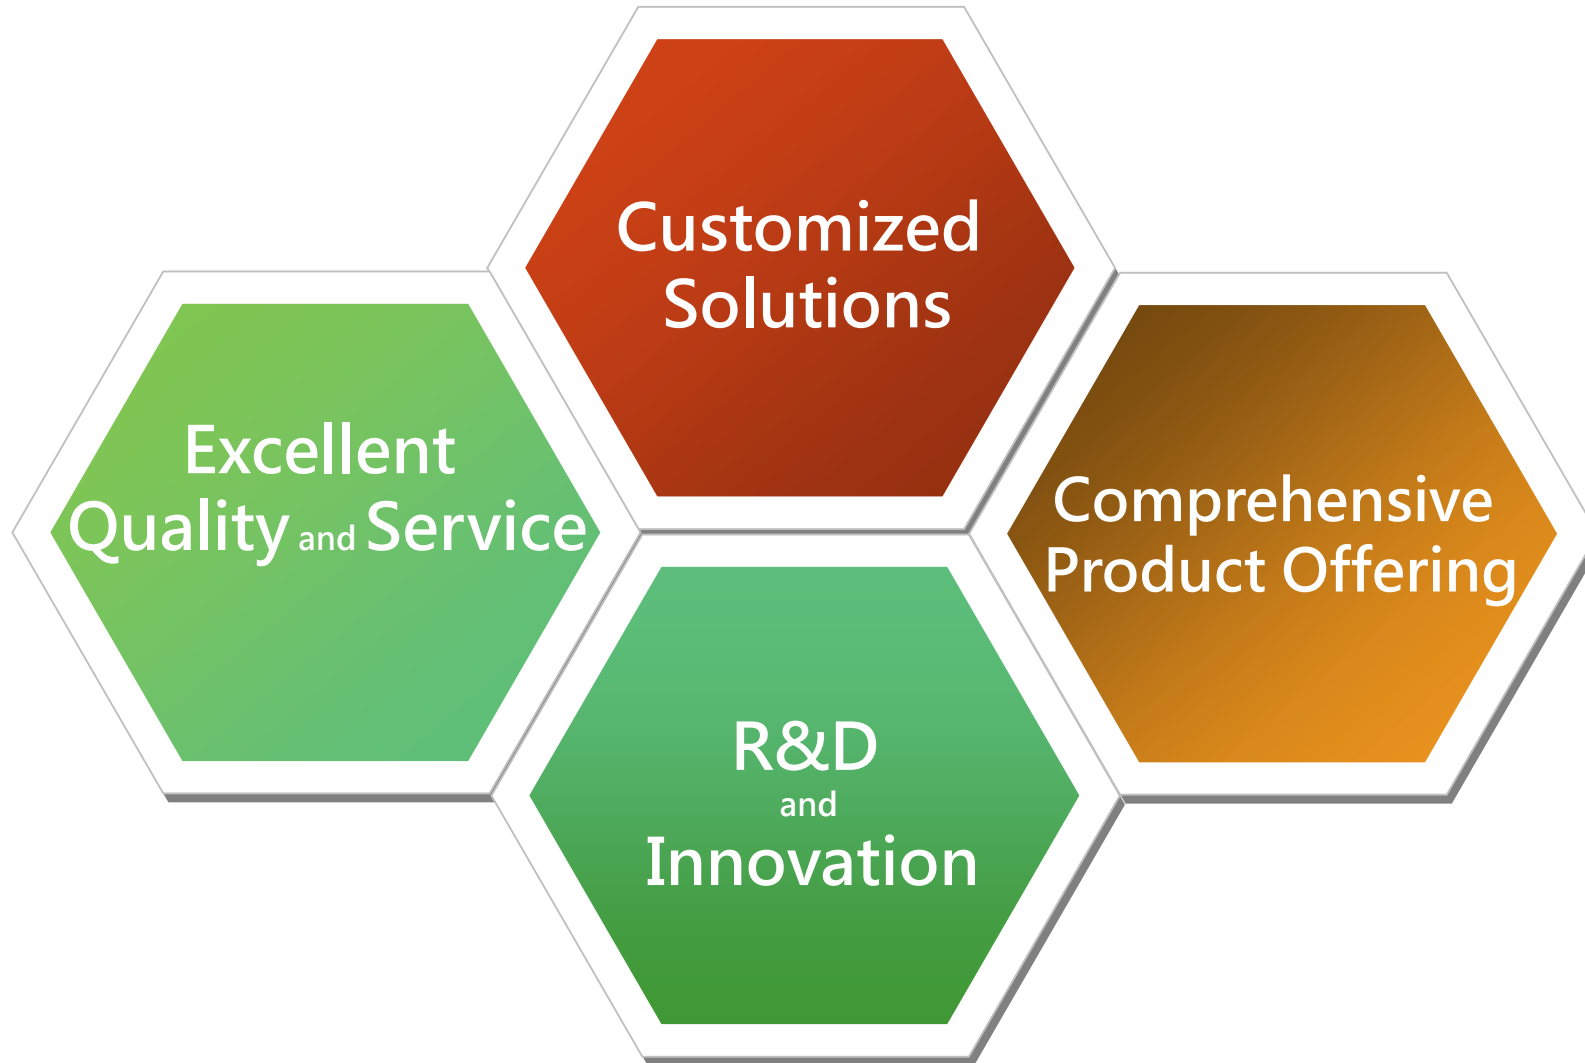 Customized
Solutions
Excellent
Quality and Service
Comprehensive
Product Offering
R&D
and
Innovation